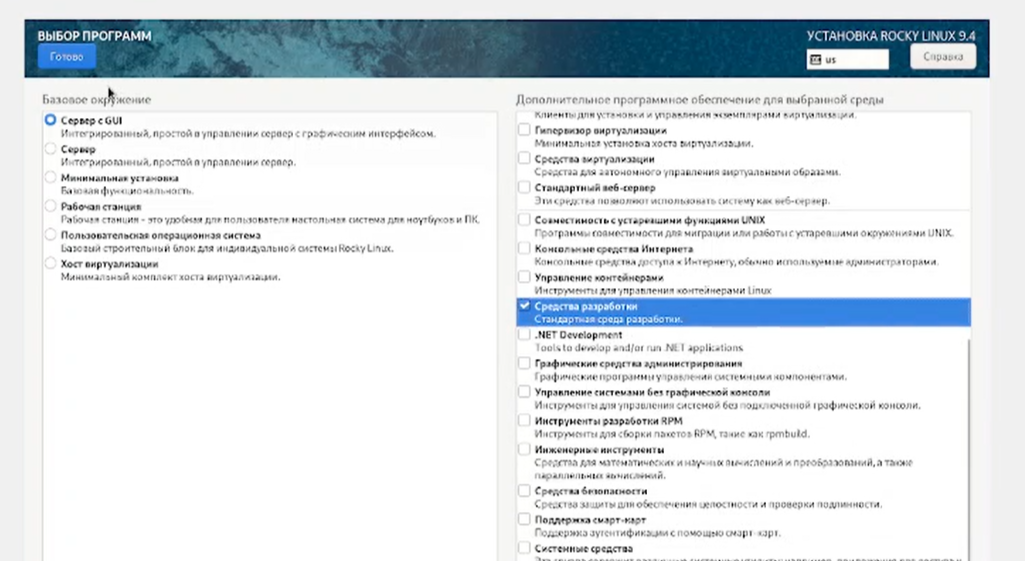 ВЫБОР ПРОГРАММ
УСТАНОВКА ROCKY LINUX 9.4
Готово
us
Справка
Базовое окружение
Сервер с GUI
Интегрированный, простой в управлении сервер с графическим интерфейсом.
Сервер
Интегрированный, простой в управлении сервер.
Минимальная установка
Базовая функциональность.
Рабочая станция
Рабочая станция - это удобная для пользователя настольная система для ноутбуков и ПК.
Пользовательская операционная система
Базовый строительный блок для индивидуальной системы Rocky Linux.
Хост виртуализации
Минимальный комплект хоста виртуализации.
Дополнительное программное обеспечение для выбранной среды
Клиенты для установки и управления экземплярами виртуализации.
Гипервизор виртуализации
Минимальная установка хоста виртуализации.
Средства виртуализации
Средства для автономного управления виртуальными образами.
Стандартный веб-сервер
Эти средства позволяют использовать систему как веб-сервер.
Совместимость с устаревшими функциями UNIX
Программы совместимости для миграции или работы с устаревшими окружениями UNIX.
Консольные средства Интернета
Консольные средства доступа к Интернету, обычно используемые администраторами.
Управление контейнерами
Инструменты для управления контейнерами Linux
Средства разработки
Стандартная среда разработки.
.NET Development
Tools to develop and/or run .NET applications
Графические средства администрирования
Графические программы управления системными компонентами.
Управление системами без графической консоли
Инструменты для управления системой без подключенной графической консоли.
Инструменты разработки RPM
Инструменты для сборки пакетов RPM, такие как rpmbuild.
Инженерные инструменты
Средства для математических и научных вычислений и преобразований, а также
параллельных вычислений.
Средства безопасности
Средства защиты для обеспечения целостности и проверки подлинности.
Поддержка смарт-карт
Поддержка аутентификации с помощью смарт-карт.
Системные средства